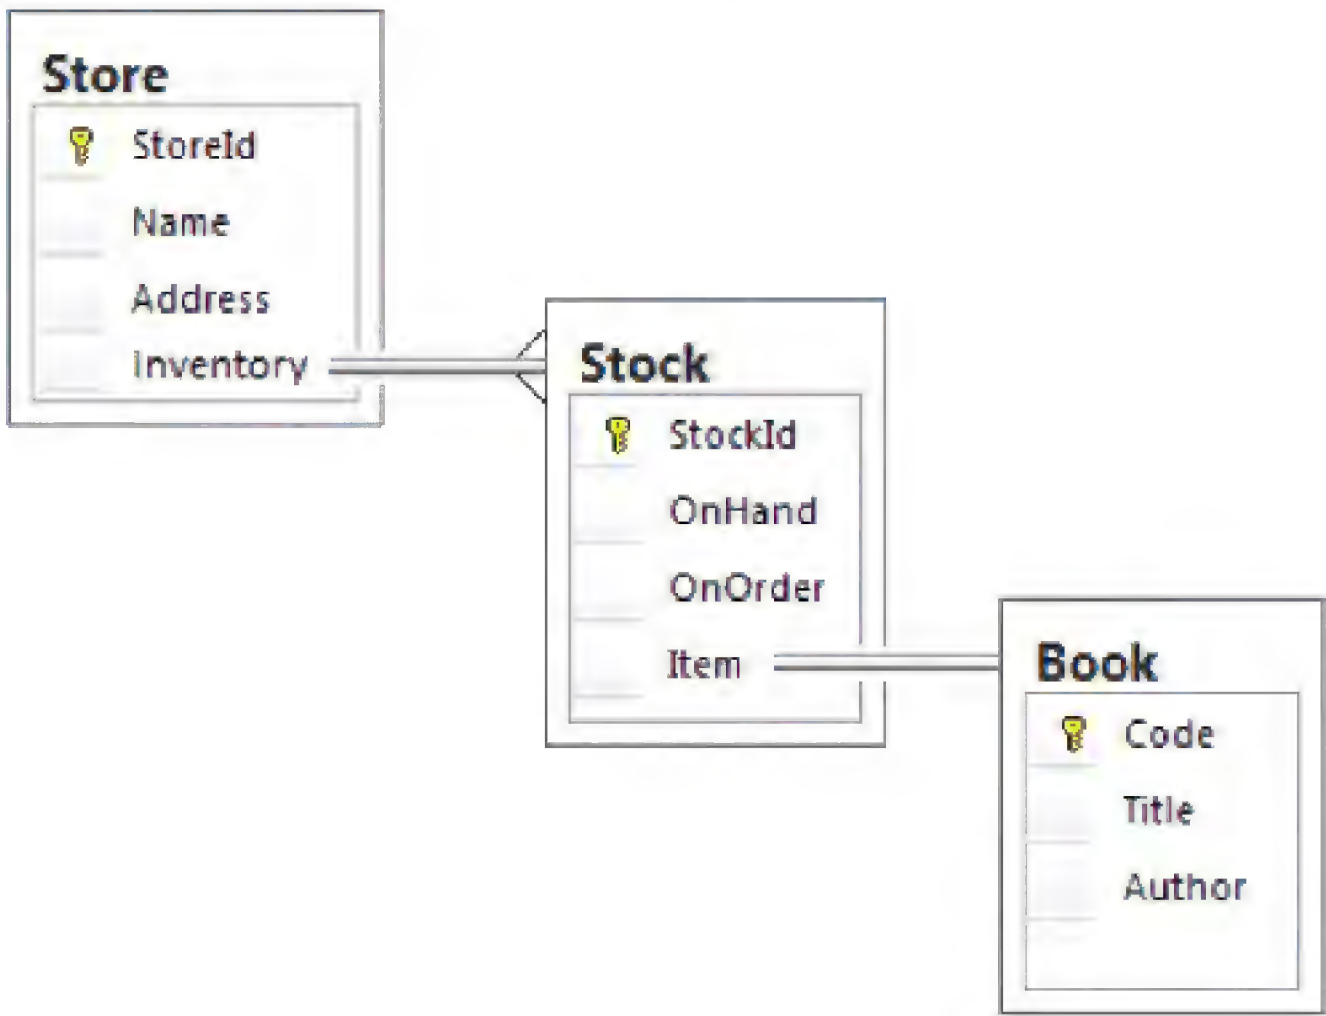 Store
StoreId
Name
Address
Inventory
Stock
StockId
OnHand
OnOrder
Item
Book
Code
Title
Author